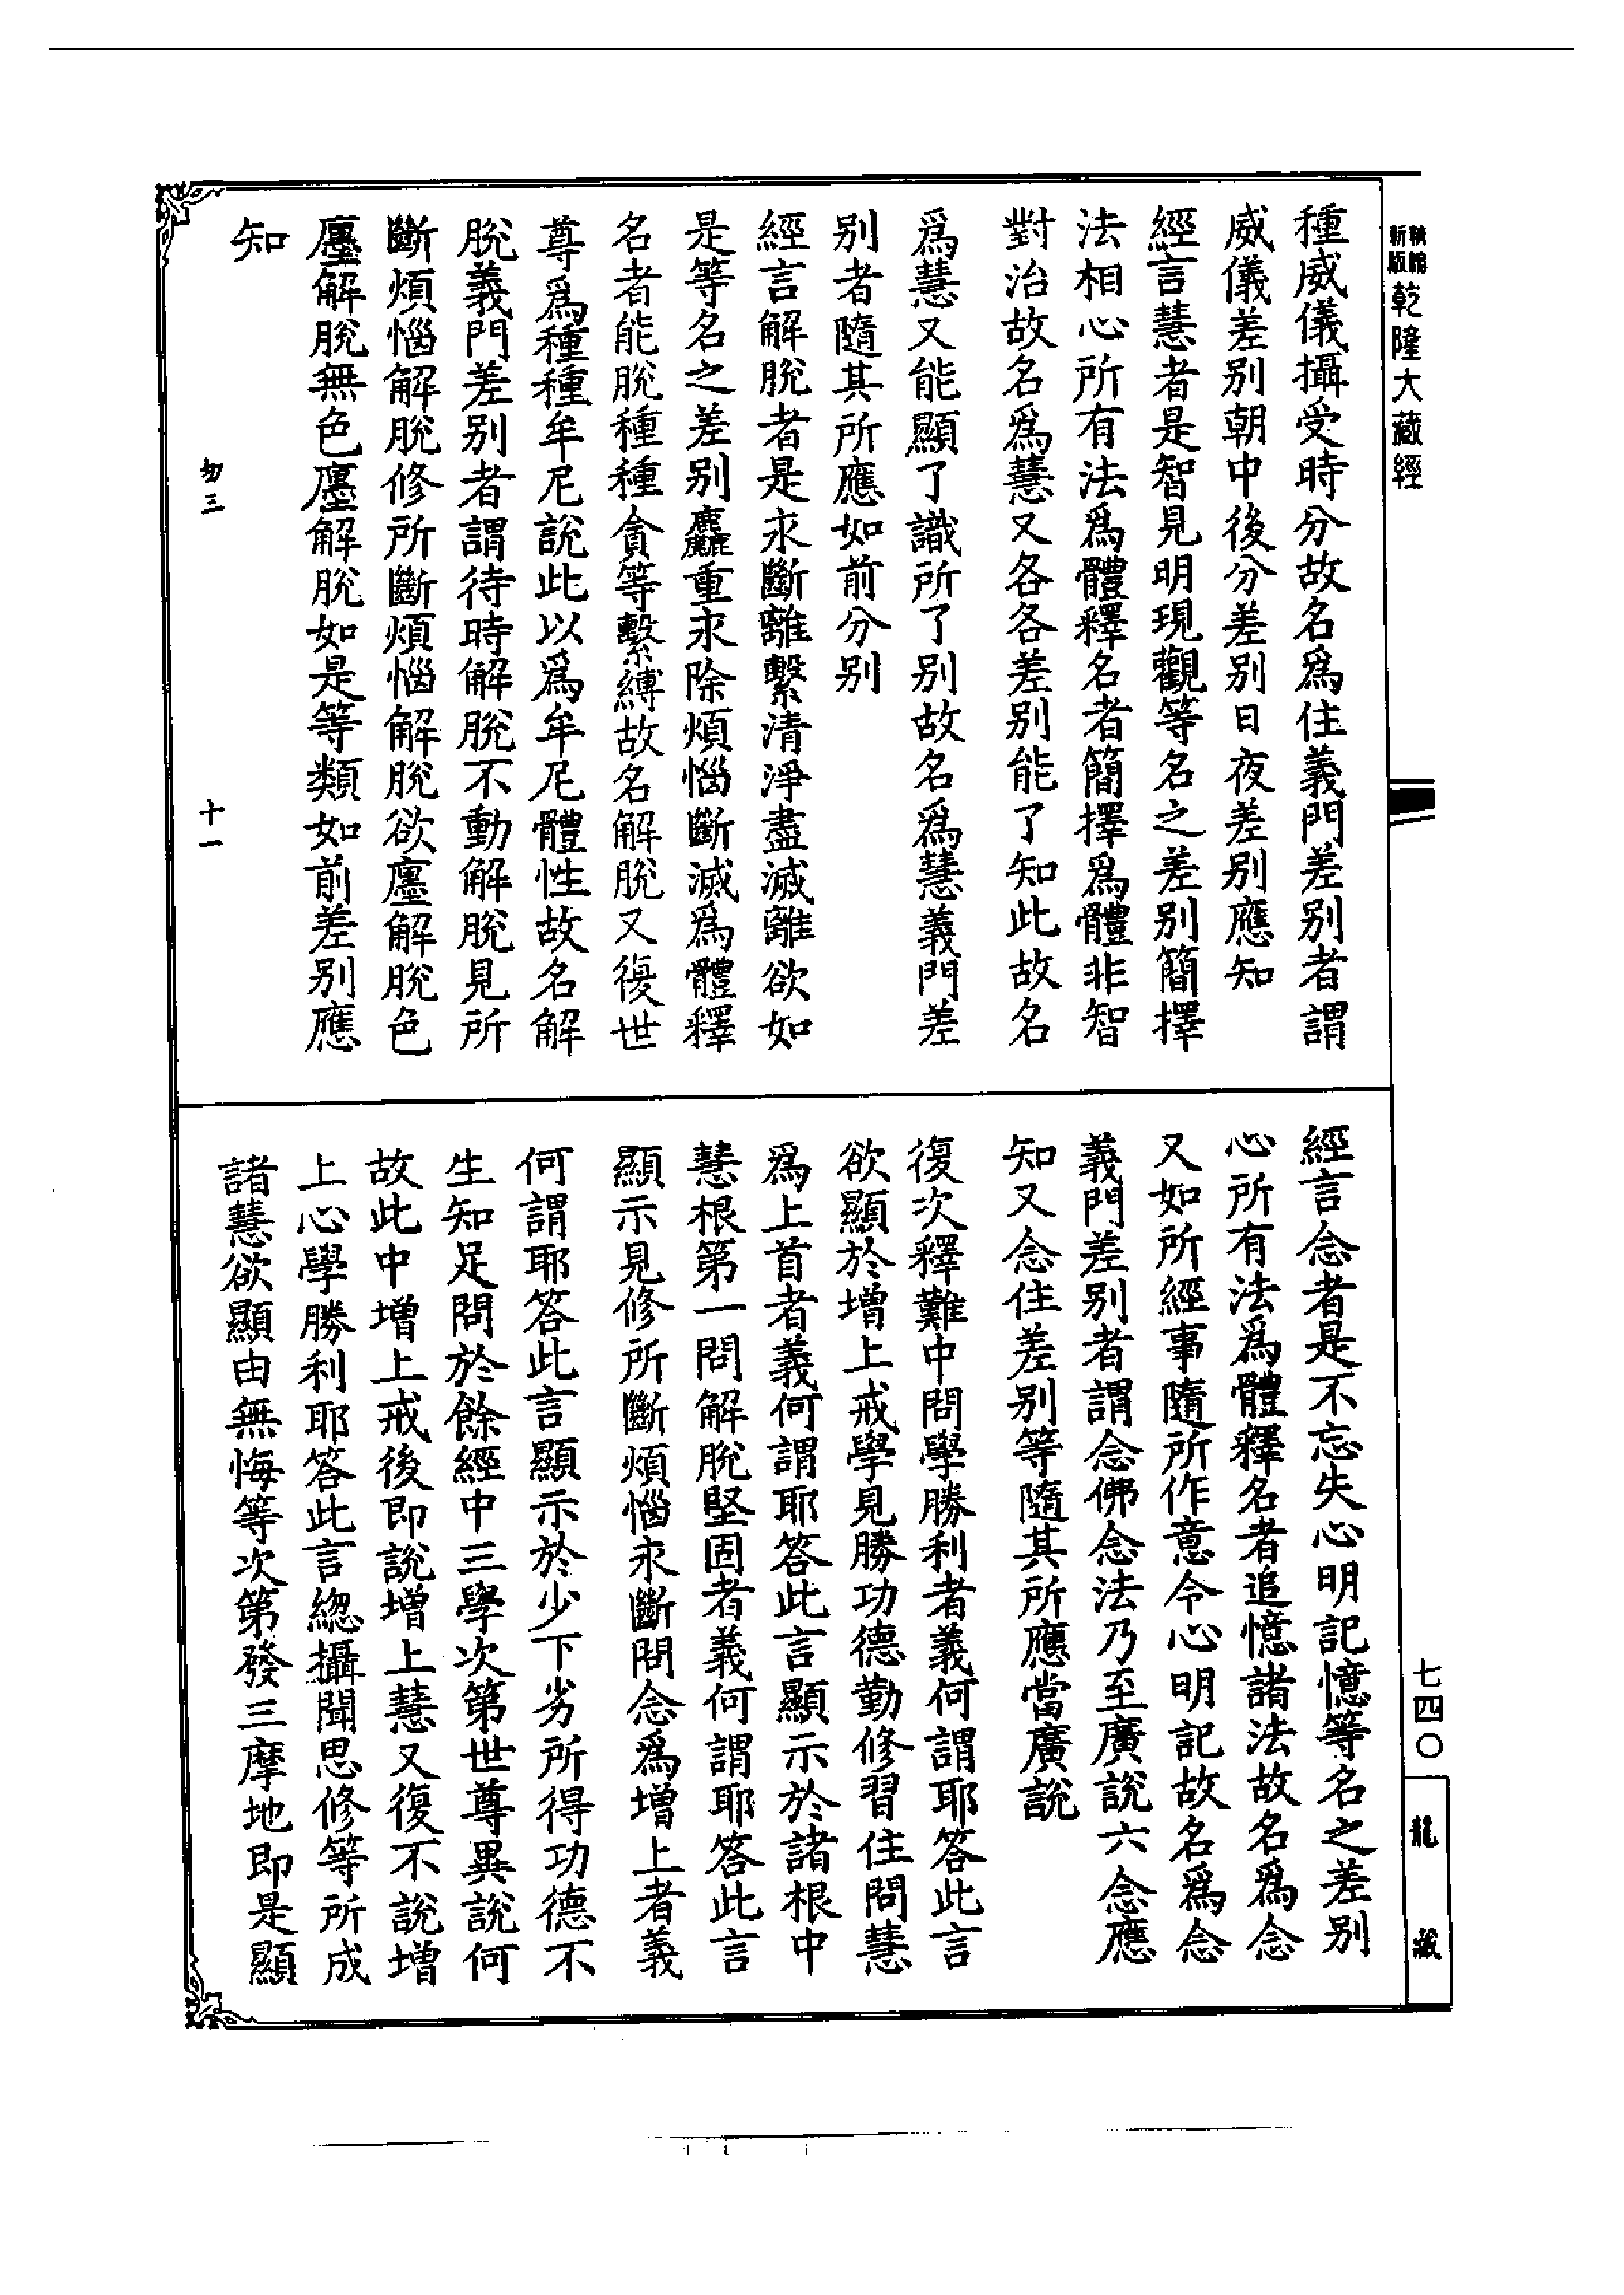 精縮新版乾隆大藏經
種威儀攝受時分故名爲住義門差别者謂
威儀差别朝中後分差别日夜差别應知
經言慧者是智見明現觀等名之差别簡擇
法相心所有法爲體釋名者簡擇爲體非智
對治故名爲慧又各各差别能了知此故名
爲慧又能顯了識所了别故名爲慧義門差
别者隨其所應如前分别
經言解脫者是永斷離繫清淨盡滅離欲如
是等名之差别麤重永除煩惱斷滅爲體釋
名者能脫種種貪等繫縛故名解脫又復世
尊爲種種牟尼說此以爲牟尼體性故名解
脫義門差别者謂待時解脫不動解脫見所
斷煩惱解脫修所斷煩惱解脫欲廛解脫色
廛解脫無色廛解脫如是等類如前差别應
知
勿三
十一
經言念者是不忘失心明記憶等名之差别
心所有法爲體釋名者追憶諸法故名爲念
又如所經事隨所作意令心明記故名爲念
義門差别者謂念佛念法乃至廣說六念應
知又念住差别等隨其所應當廣說
復次釋難中問學勝利者義何謂耶答此言
欲顯於增上戒學見勝功德勤修習住問慧
爲上首者義何謂耶答此言顯示於諸根中
慧根第一問解脫堅固者義何謂耶答此言
顯示見修所斷煩惱永斷問念爲增上者義
何謂耶答此言顯示於少下劣所得功德不
生知足問於餘經中三學次第世尊異說何
故此中增上戒後即說增上慧又復不說增
上心學勝利耶答此言緫攝聞思修等所成
諸慧欲顯由無悔等次第發三摩地即是顯
七四〇
龍藏